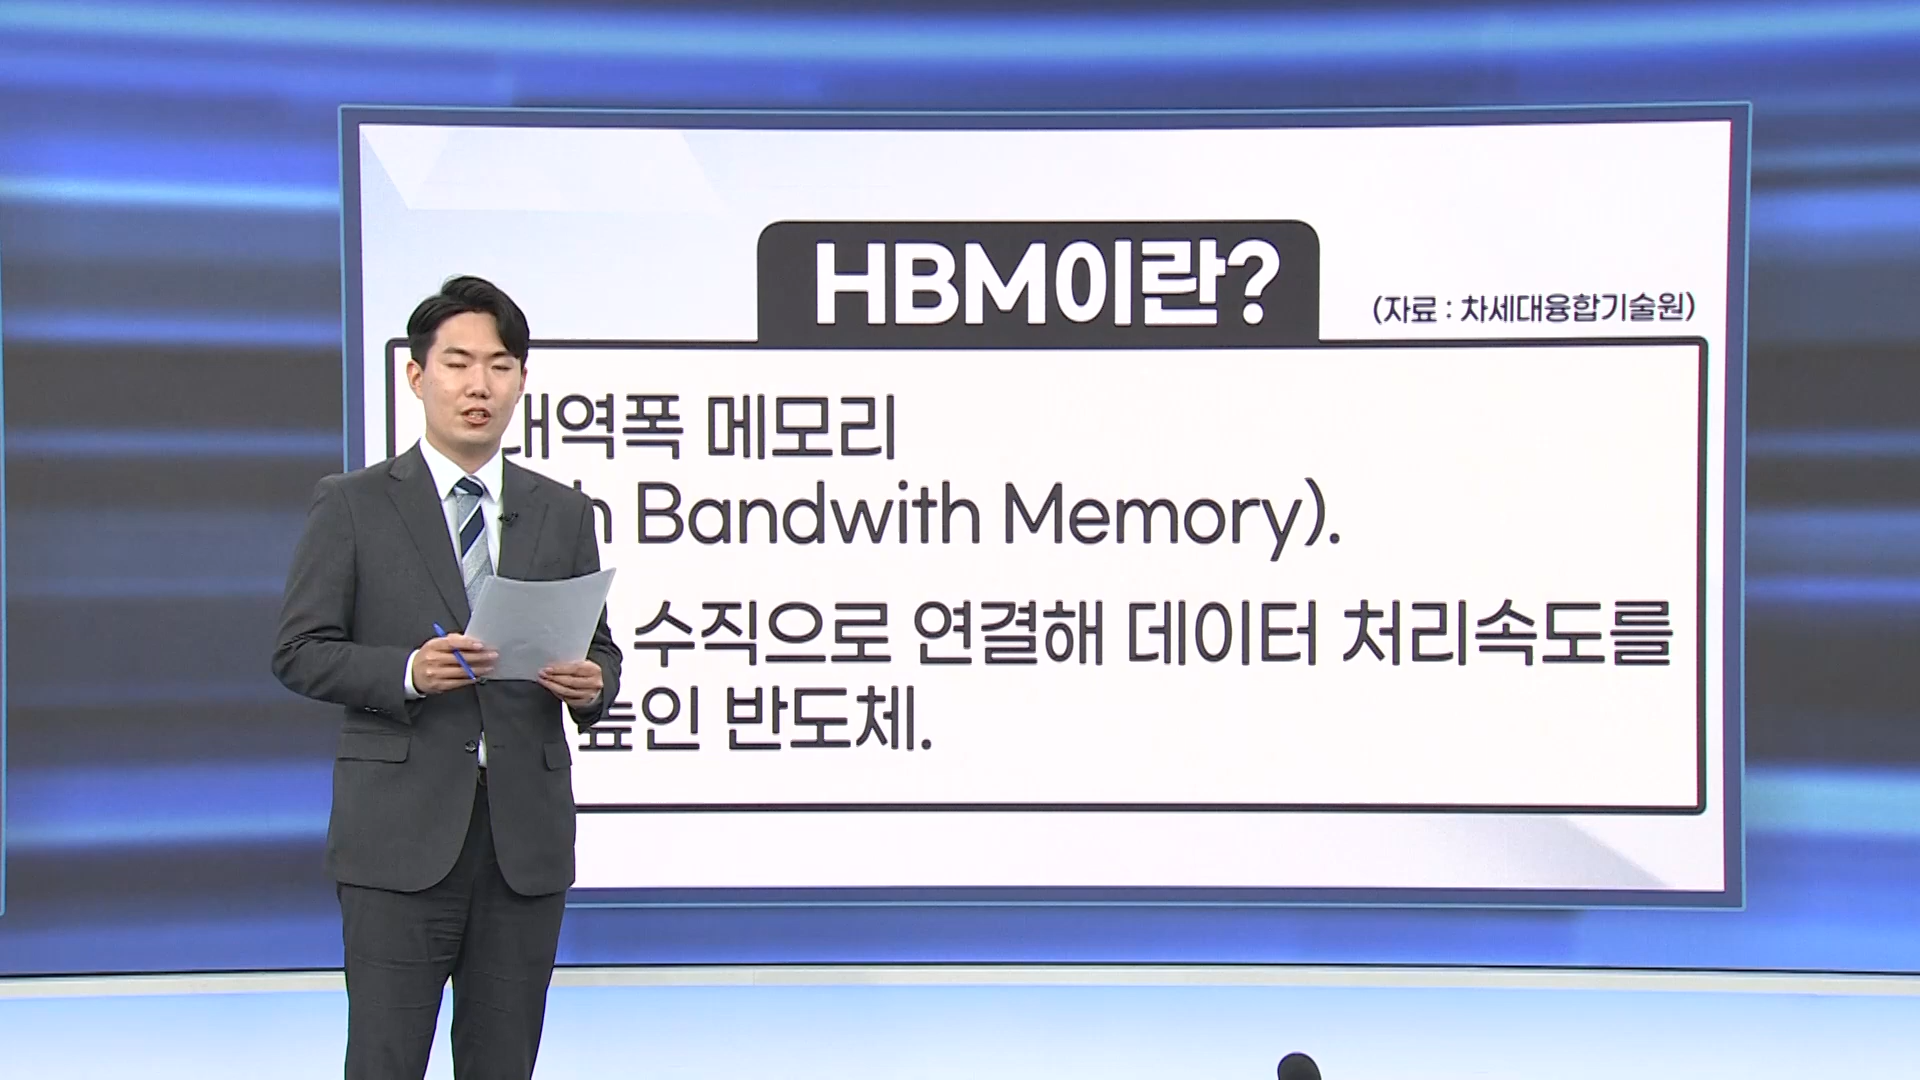 HBM이란?
(자료 : 차세대융합기술원)
대역폭 메모리
Bandwith Memory).
수직으로 연결해 데이터 처리속도를
높인 반도체.